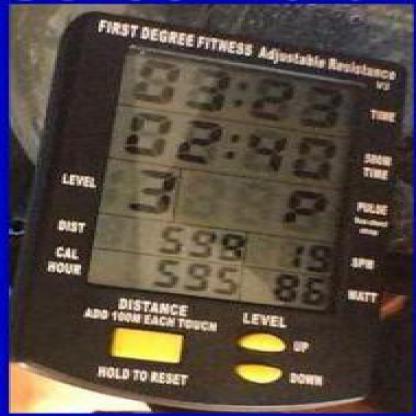 FIRST DEGREE FITNESS Adjustable Resistance
V3
03:23 TIME
02:40 500M TIME
LEVEL 3 P PULSE
DIST 598 19 SPM
CAL HOUR 595 86 WATT
DISTANCE
ADD 100M EACH TOUCH
HOLD TO RESET
LEVEL
UP
DOWN